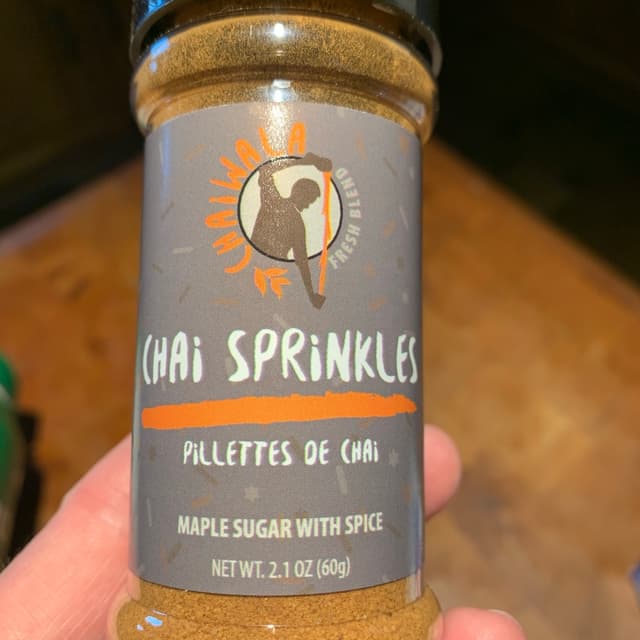 CHAIWALA
FRESH BLEND
CHAi SPRiNKLES
PiLLETTES DE CHAi
MAPLE SUGAR WITH SPICE
NET WT. 2.1 OZ (60g)